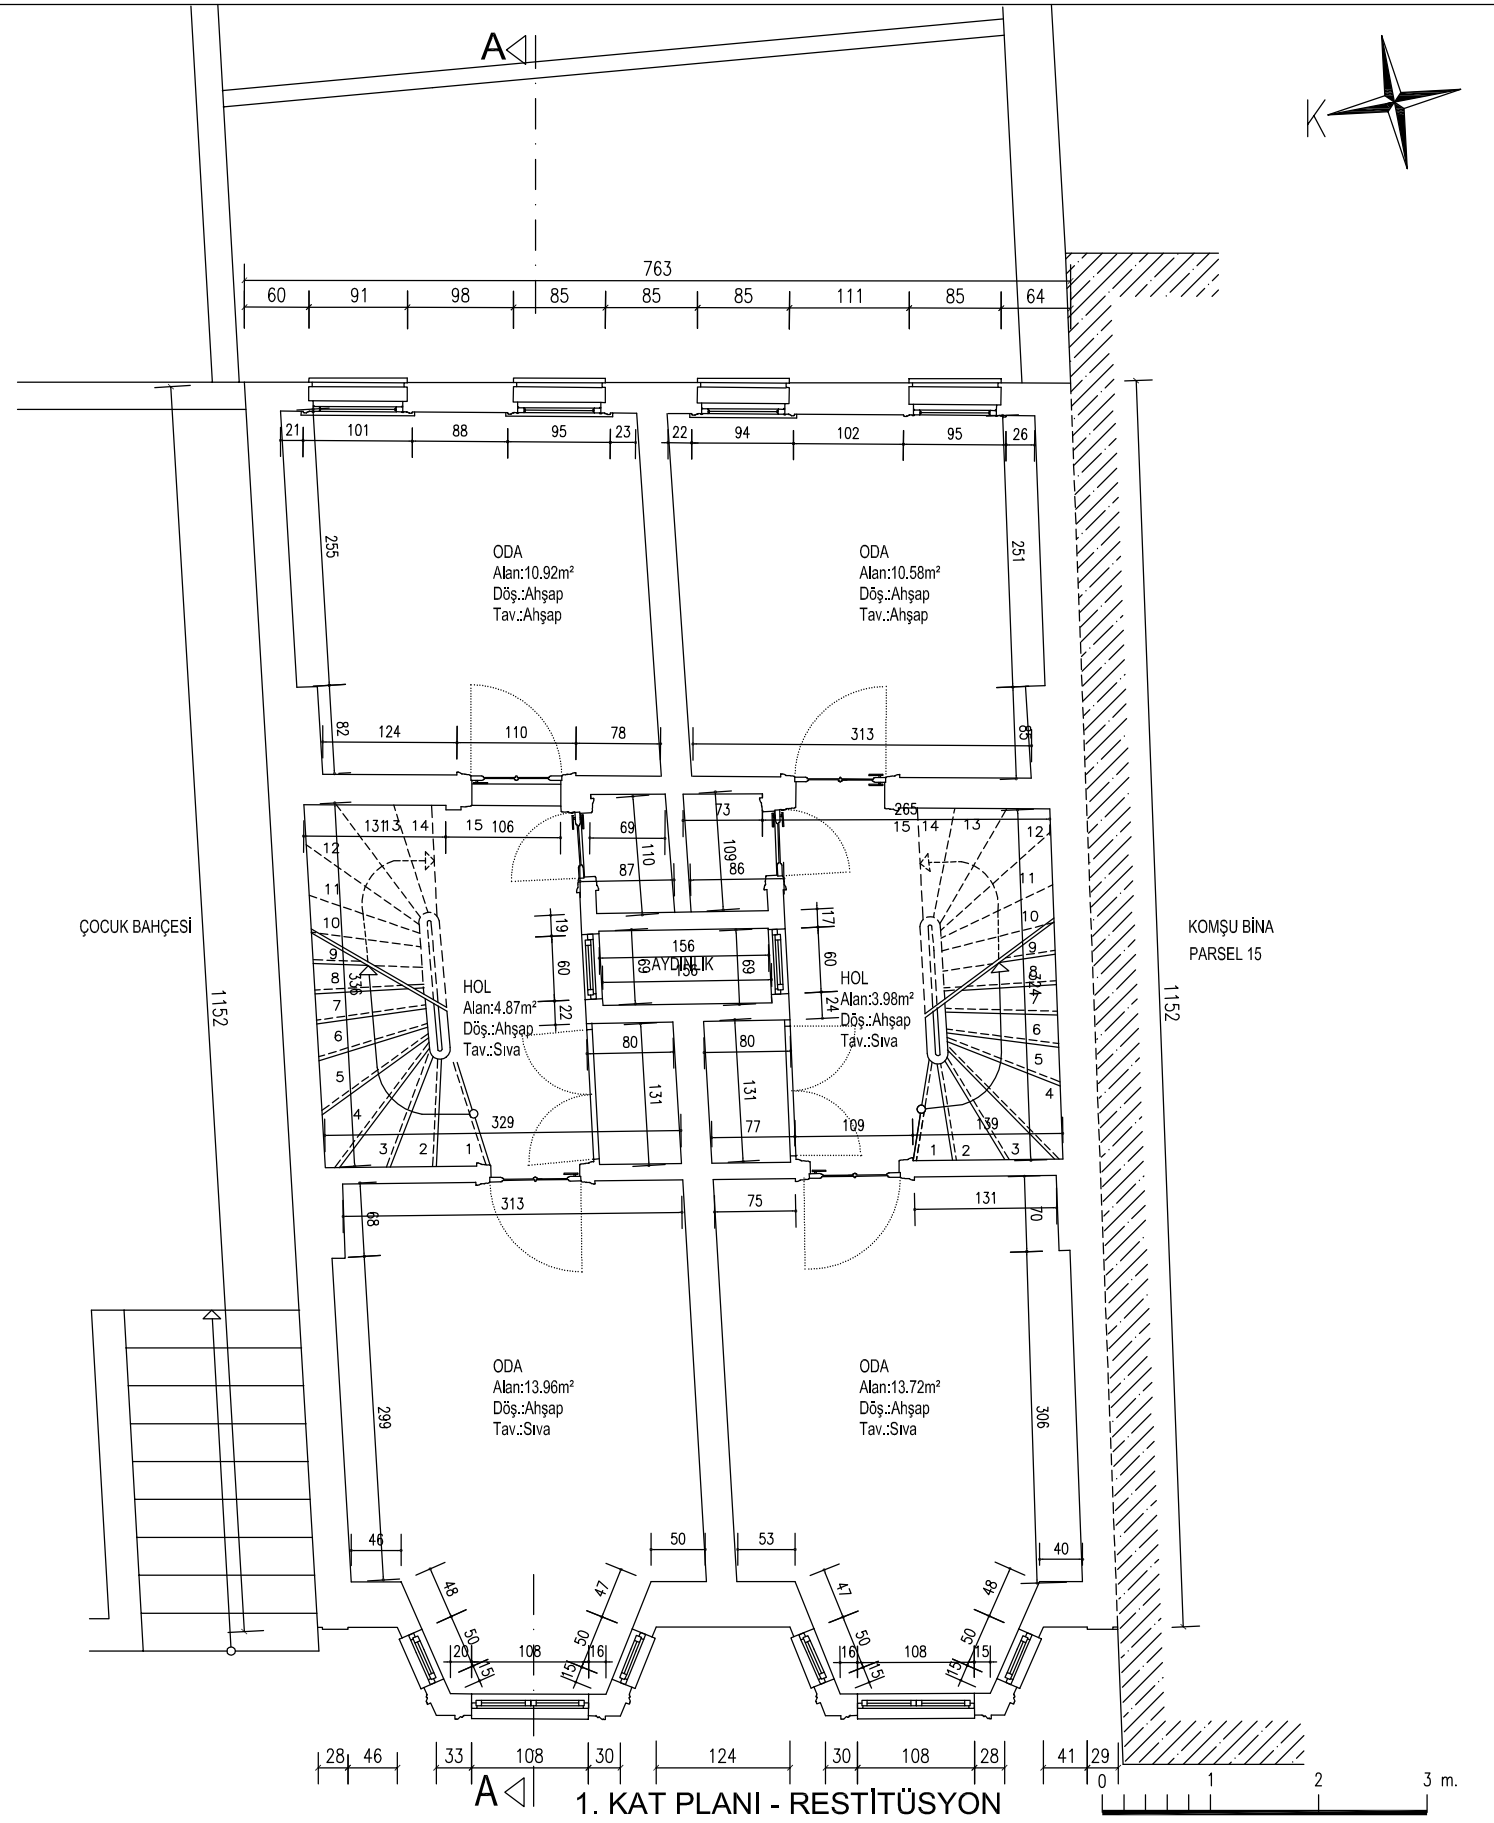 A
K
763
60 91 98 85 85 85 111 85 64
21 101 88 95 23 22 94 102 95 26
255
251
ODA
Alan:10.92m²
Döş.:Ahşap
Tav.:Ahşap
ODA
Alan:10.58m²
Döş.:Ahşap
Tav.:Ahşap
82 124 110 78 313 85
131 13 14 15 106 69 73 265
15 14 13 12
12 11 10 9 8 7 6 5 4 3 2 1
110 109
87 86
11 10 9 8 7 6 5 4 3 2 1
336
324
19 60 22
17 60 24
156
69 69
AYDINLIK
156
ÇOCUK BAHÇESİ
KOMŞU BİNA
PARSEL 15
HOL
Alan:4.87m²
Döş.:Ahşap
Tav.:Sıva
HOL
Alan:3.98m²
Döş.:Ahşap
Tav.:Sıva
1152
1152
80 80
131 131
329 77 109 139
313 75 131
68 70
299
306
ODA
Alan:13.96m²
Döş.:Ahşap
Tav.:Sıva
ODA
Alan:13.72m²
Döş.:Ahşap
Tav.:Sıva
46 50 53 40
48 47 47 48
50 50 50 50
20 108 16 16 108 15
15 15 15 15
28 46 33 108 30 124 30 108 28 41 29
A
1. KAT PLANI - RESTİTÜSYON
0 1 2 3 m.